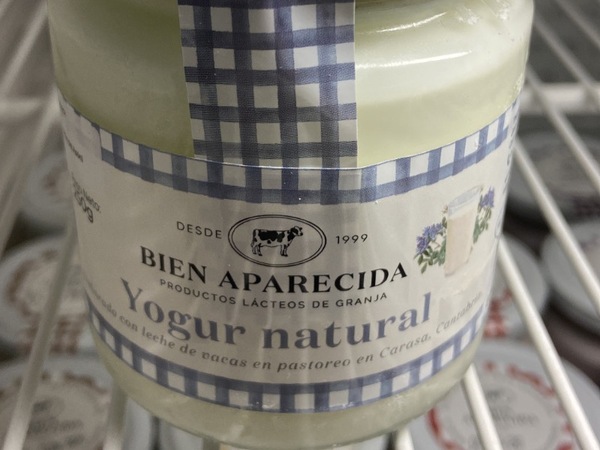 DESDE 1999
BIEN APARECIDA
PRODUCTOS LÁCTEOS DE GRANJA
Yogur natural
con leche de vacas en pastoreo en Carasa, Cantabria